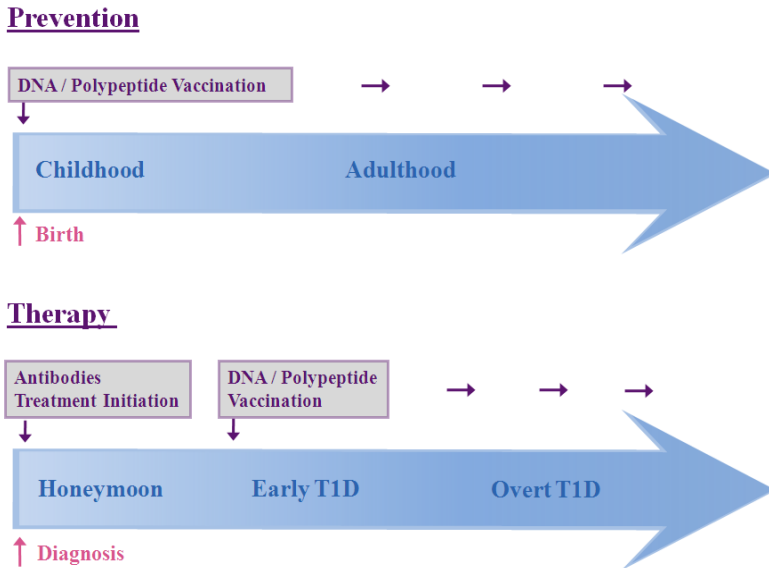 Prevention
DNA / Polypeptide Vaccination
Childhood
Adulthood
Birth
Therapy
Antibodies
Treatment Initiation
DNA / Polypeptide
Vaccination
Honeymoon
Early T1D
Overt T1D
Diagnosis